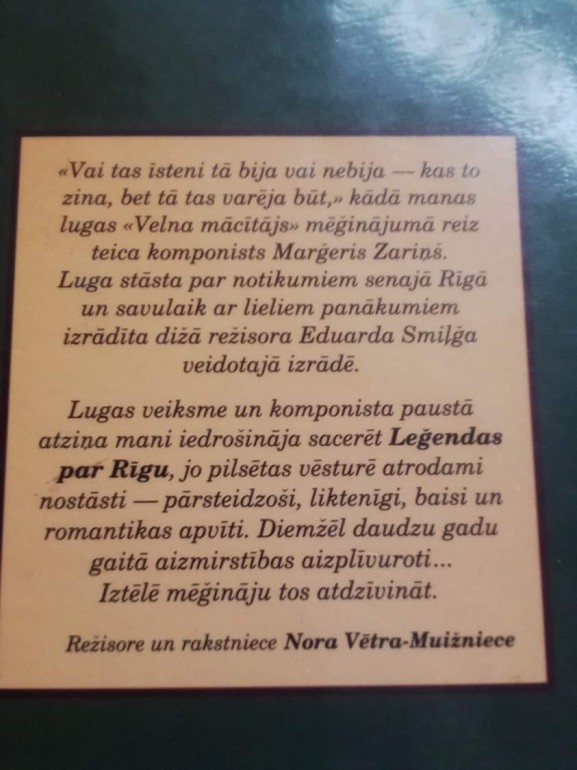 «Vai tas īsteni tā bija vai nebija — kas to
zina, bet tā tas varēja būt,» kādā manas
lugas «Velna mācītājs» mēģinājumā reiz
teica komponists Marģeris Zariņš.
Luga stāsta par notikumiem senajā Rīgā
un savulaik ar lieliem panākumiem
izrādīta dižā režisora Eduarda Smiļģa
veidotajā izrādē.
Lugas veiksme un komponista paustā
atziņa mani iedrošināja sacerēt Leģendas
par Rīgu, jo pilsētas vēsturē atrodami
nostāsti — pārsteidzoši, liktenīgi, baisi un
romantikas apvīti. Diemžēl daudzu gadu
gaitā aizmirstības aizplīvuroti...
Iztēlē mēģināju tos atdzīvināt.
Režisore un rakstniece Nora Vētra-Muižniece